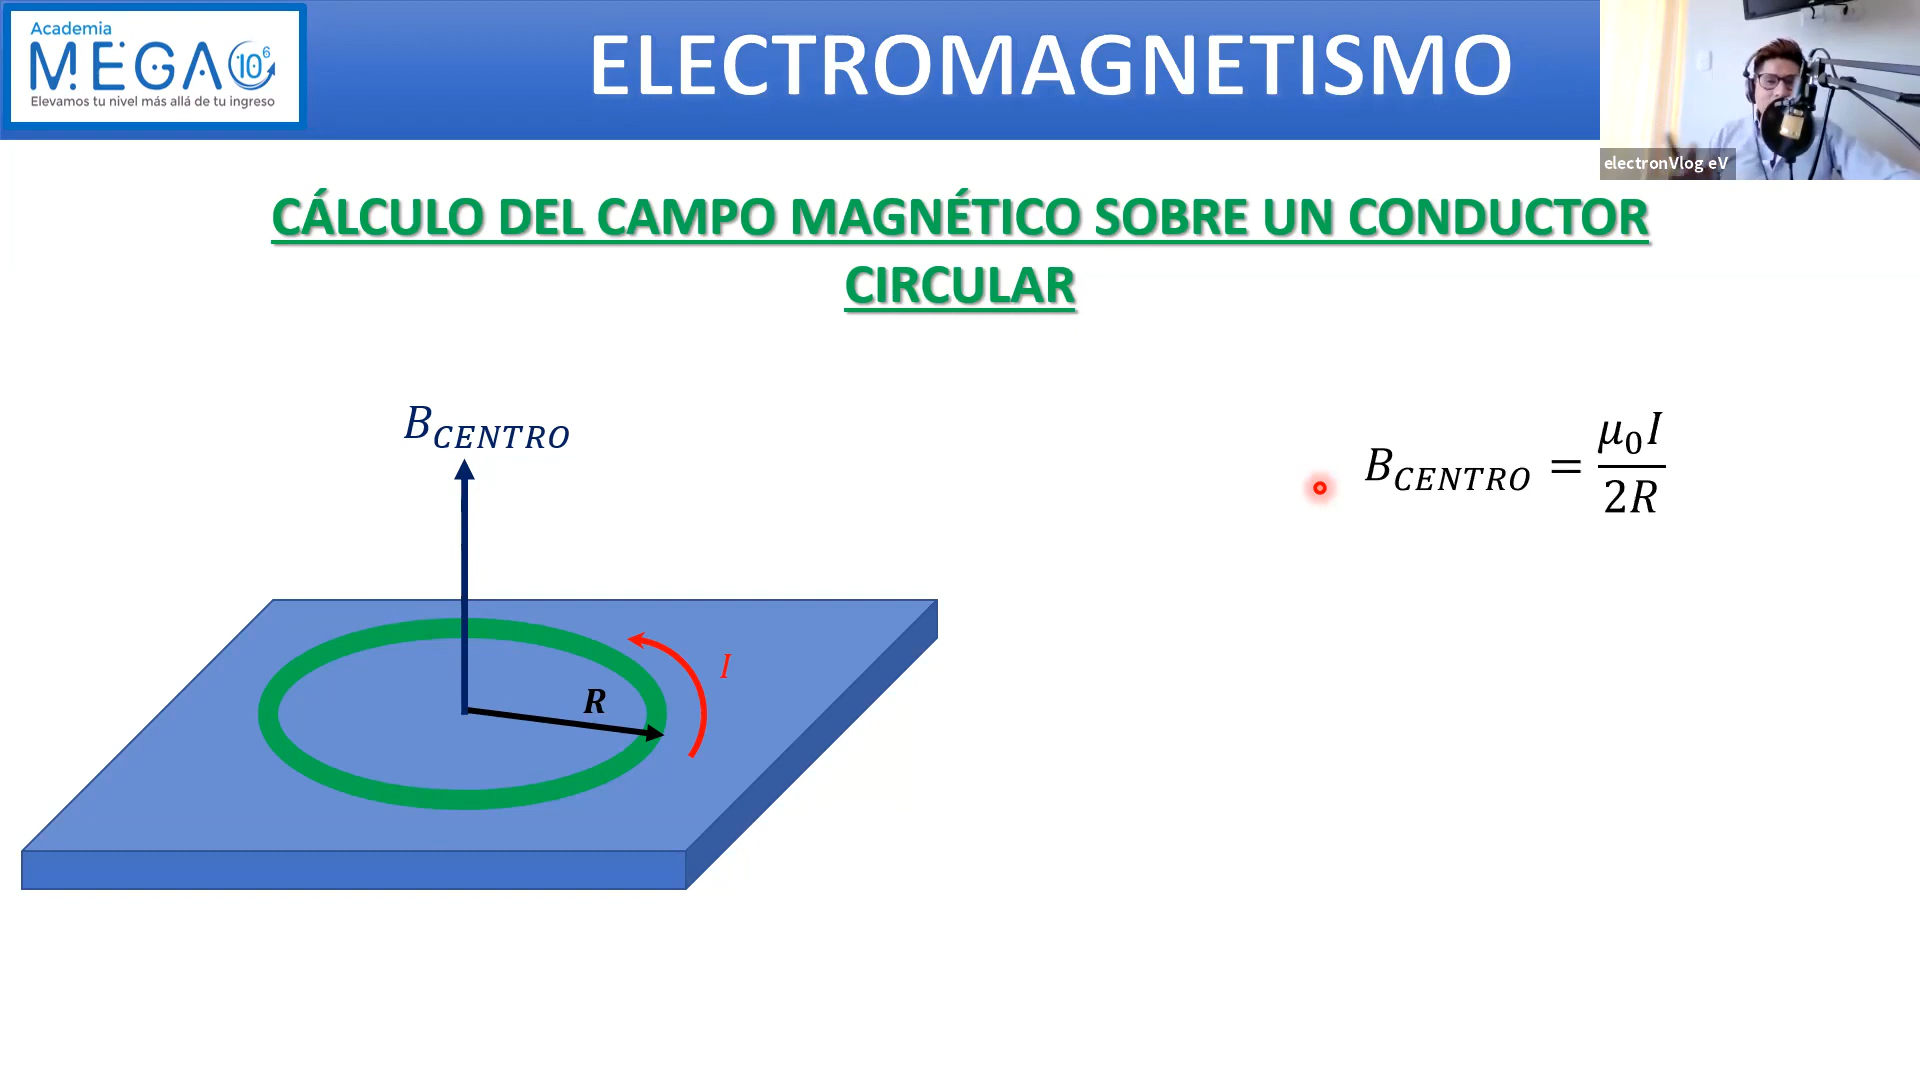 Academia
MEGA 10⁶
Elevamos tu nivel más allá de tu ingreso
ELECTROMAGNETISMO
electronVlog eV
CÁLCULO DEL CAMPO MAGNÉTICO SOBRE UN CONDUCTOR
CIRCULAR
B_CENTRO
B_CENTRO = μ₀I / 2R
I
R